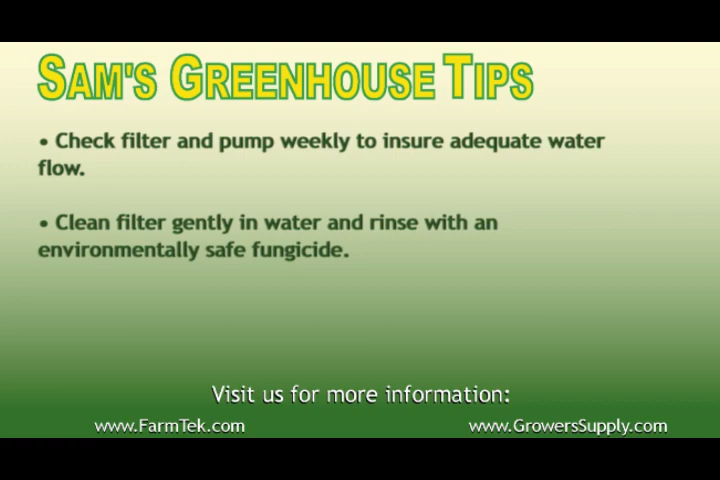 SAM'S GREENHOUSE TIPS
• Check filter and pump weekly to insure adequate water
flow.
• Clean filter gently in water and rinse with an
environmentally safe fungicide.
Visit us for more information:
www.FarmTek.com www.GrowersSupply.com